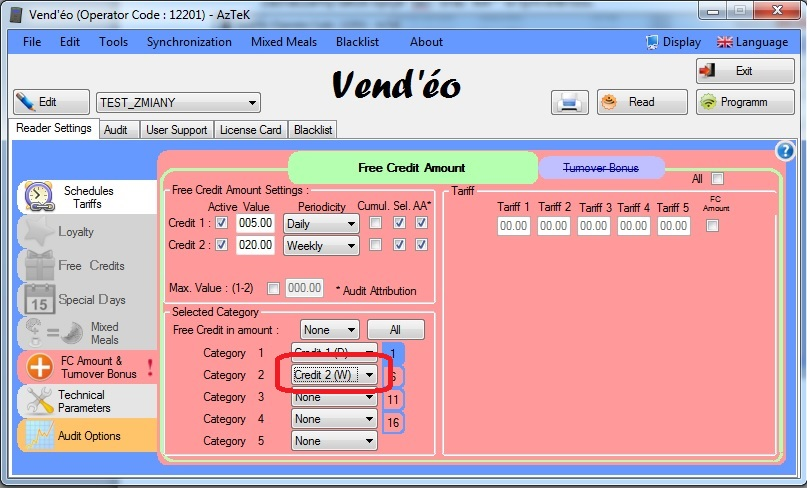 Vend'éo (Operator Code : 12201) - AzTeK
File Edit Tools Synchronization Mixed Meals Blacklist About Display Language
Vend'éo
Exit
Edit TEST_ZMIANY Read Programm
Reader Settings Audit User Support License Card Blacklist
?
Free Credit Amount Turnover Bonus
All
Schedules Tariffs
Loyalty
Free Credits
15 Special Days
Mixed Meals
FC Amount & Turnover Bonus !
Technical Parameters
Audit Options
Free Credit Amount Settings :
Active Value Periodicity Cumul. Sel. AA*
Credit 1 : 005.00 Daily
Credit 2 : 020.00 Weekly
Max. Value : (1-2) 000.00 * Audit Attribution
Tariff
Tariff 1 Tariff 2 Tariff 3 Tariff 4 Tariff 5 FC Amount
00.00 00.00 00.00 00.00 00.00
Selected Category
Free Credit in amount : None All
Category 1 Credit 1 (D) 1
Category 2 Credit 2 (W) 6
Category 3 None 11
Category 4 None 16
Category 5 None